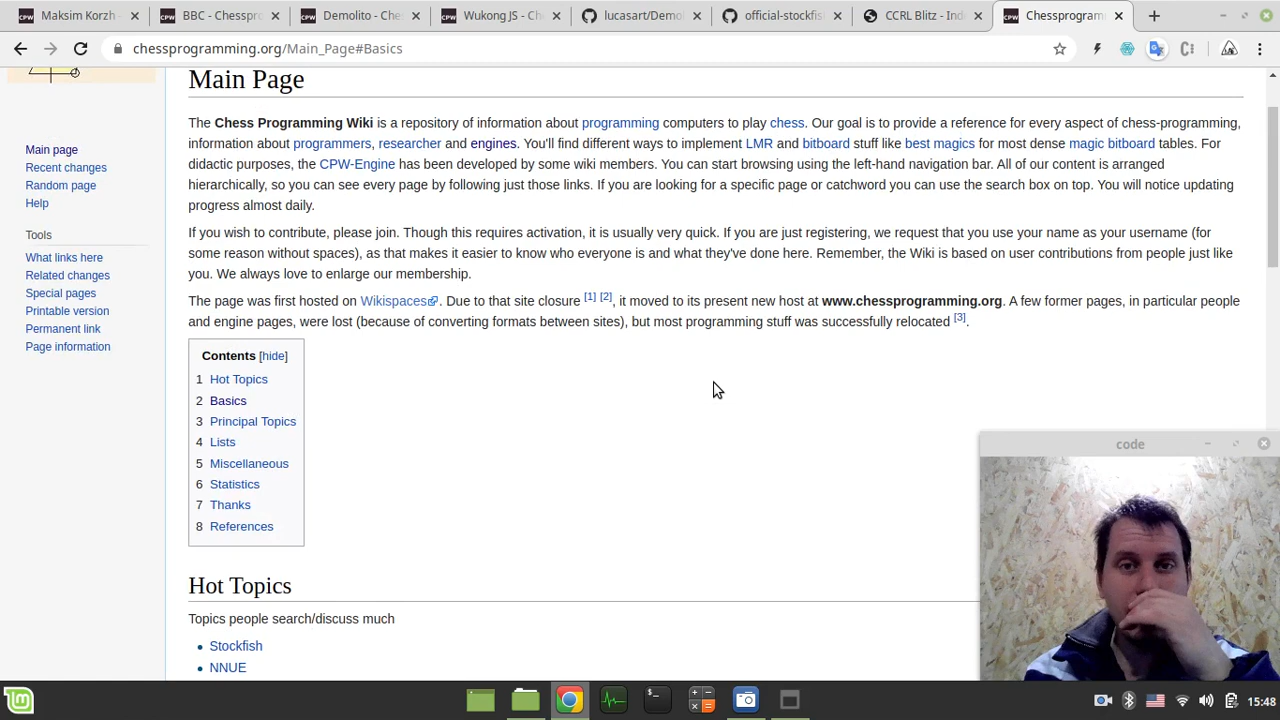 Maksim Korzh -
BBC - Chesspro
Demolito - Che
Wukong JS - Ch
lucasart/Demo
official-stockfis
CCRL Blitz - Ind
Chessprogram
chessprogramming.org/Main_Page#Basics
Main page
Recent changes
Random page
Help
Tools
What links here
Related changes
Special pages
Printable version
Permanent link
Page information
Main Page
The Chess Programming Wiki is a repository of information about programming computers to play chess. Our goal is to provide a reference for every aspect of chess-programming,
information about programmers, researcher and engines. You'll find different ways to implement LMR and bitboard stuff like best magics for most dense magic bitboard tables. For
didactic purposes, the CPW-Engine has been developed by some wiki members. You can start browsing using the left-hand navigation bar. All of our content is arranged
hierarchically, so you can see every page by following just those links. If you are looking for a specific page or catchword you can use the search box on top. You will notice updating
progress almost daily.
If you wish to contribute, please join. Though this requires activation, it is usually very quick. If you are just registering, we request that you use your name as your username (for
some reason without spaces), as that makes it easier to know who everyone is and what they've done here. Remember, the Wiki is based on user contributions from people just like
you. We always love to enlarge our membership.
The page was first hosted on Wikispaces. Due to that site closure [1] [2], it moved to its present new host at www.chessprogramming.org. A few former pages, in particular people
and engine pages, were lost (because of converting formats between sites), but most programming stuff was successfully relocated [3].
Contents [hide]
1 Hot Topics
2 Basics
3 Principal Topics
4 Lists
5 Miscellaneous
6 Statistics
7 Thanks
8 References
Hot Topics
Topics people search/discuss much
Stockfish
NNUE
code
15:48